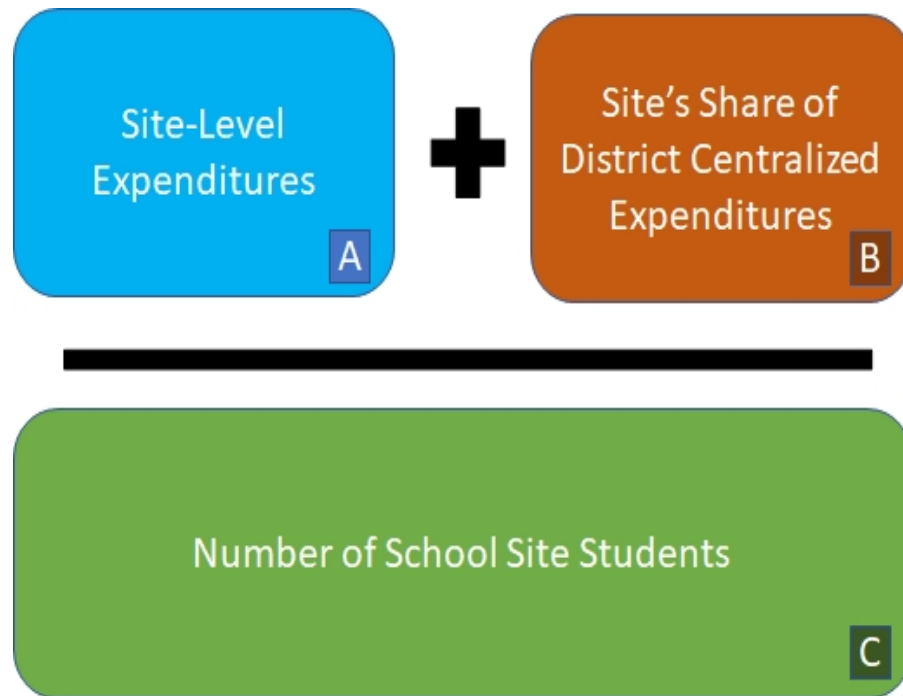 Site-Level
Expenditures
A
Site’s Share of
District Centralized
Expenditures
B
Number of School Site Students
C